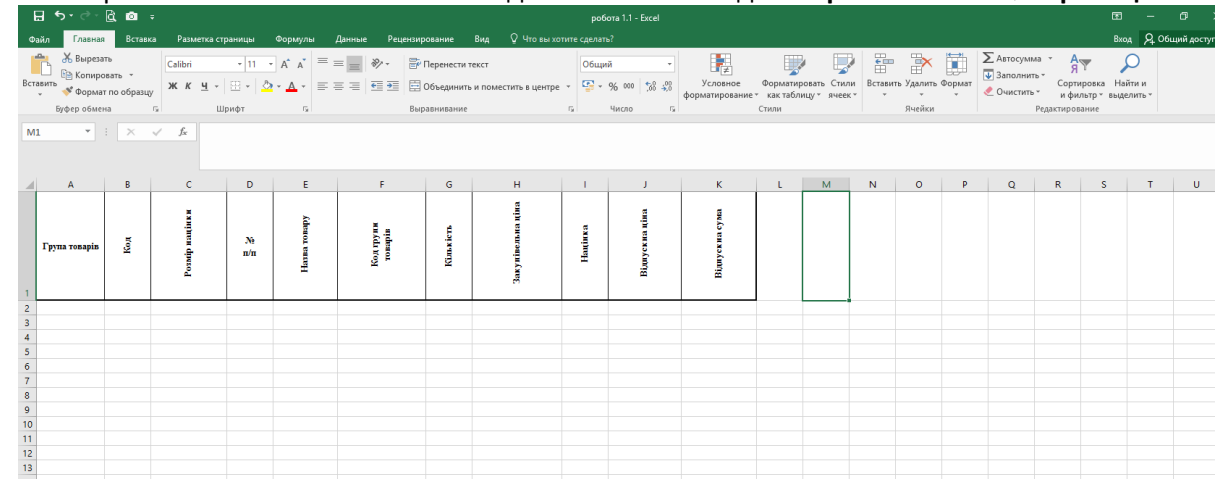 робота 1.1 - Excel
Файл Главная Вставка Разметка страницы Формулы Данные Рецензирование Вид Что вы хотите сделать? Вход Общий доступ
Вставить
Вырезать
Копировать
Формат по образцу
Буфер обмена
Calibri 11
Ж К Ч
Шрифт
Перенести текст
Объединить и поместить в центре
Выравнивание
Общий
% 000
Число
Условное форматирование
Форматировать как таблицу
Стили ячеек
Стили
Вставить Удалить Формат
Ячейки
Автосумма
Заполнить
Очистить
Сортировка и фильтр
Найти и выделить
Редактирование
M1 fx
A B C D E F G H I J K L M N O P Q R S T U
1 Група товарів Код Розмір націнки № п/п Назва товару Код групи товарів Кількість Закупівельна ціна Націнка Відпускна ціна Відпускна сума
2
3
4
5
6
7
8
9
10
11
12
13